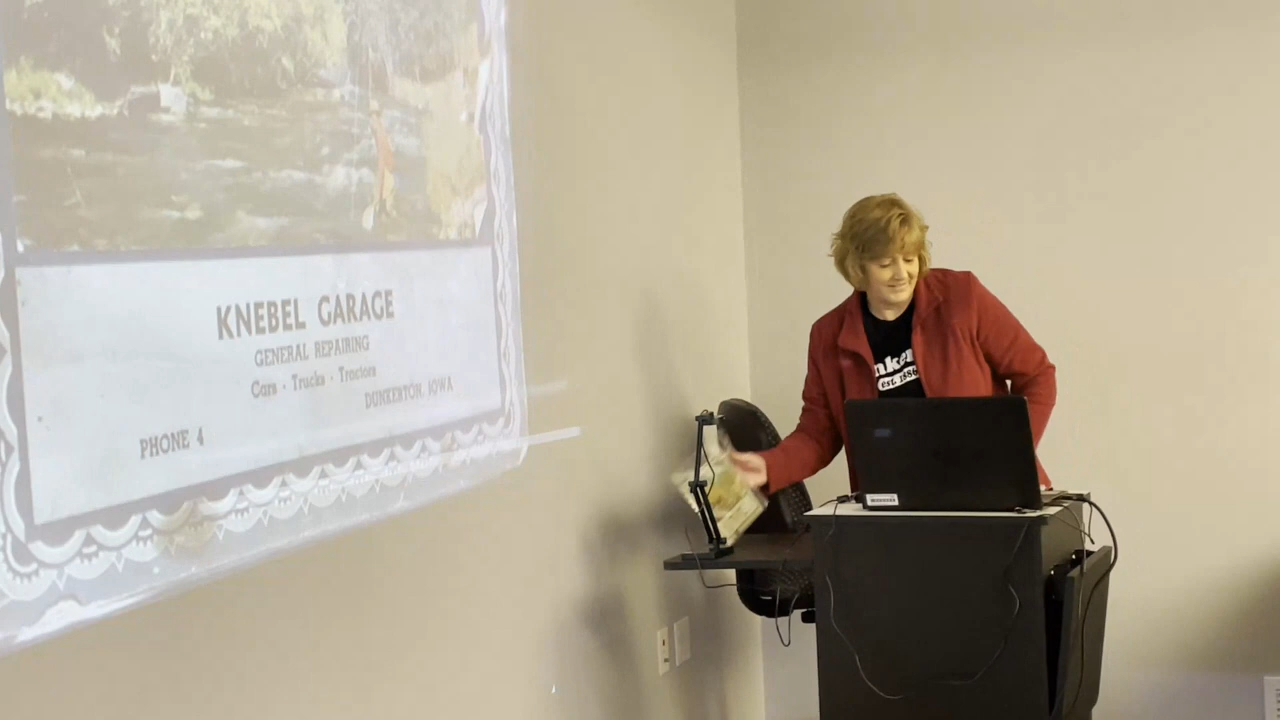 KNEBEL GARAGE
GENERAL REPAIRING
Cars · Trucks · Tractors
DUNKERTON, IOWA
PHONE 4
est. 1886